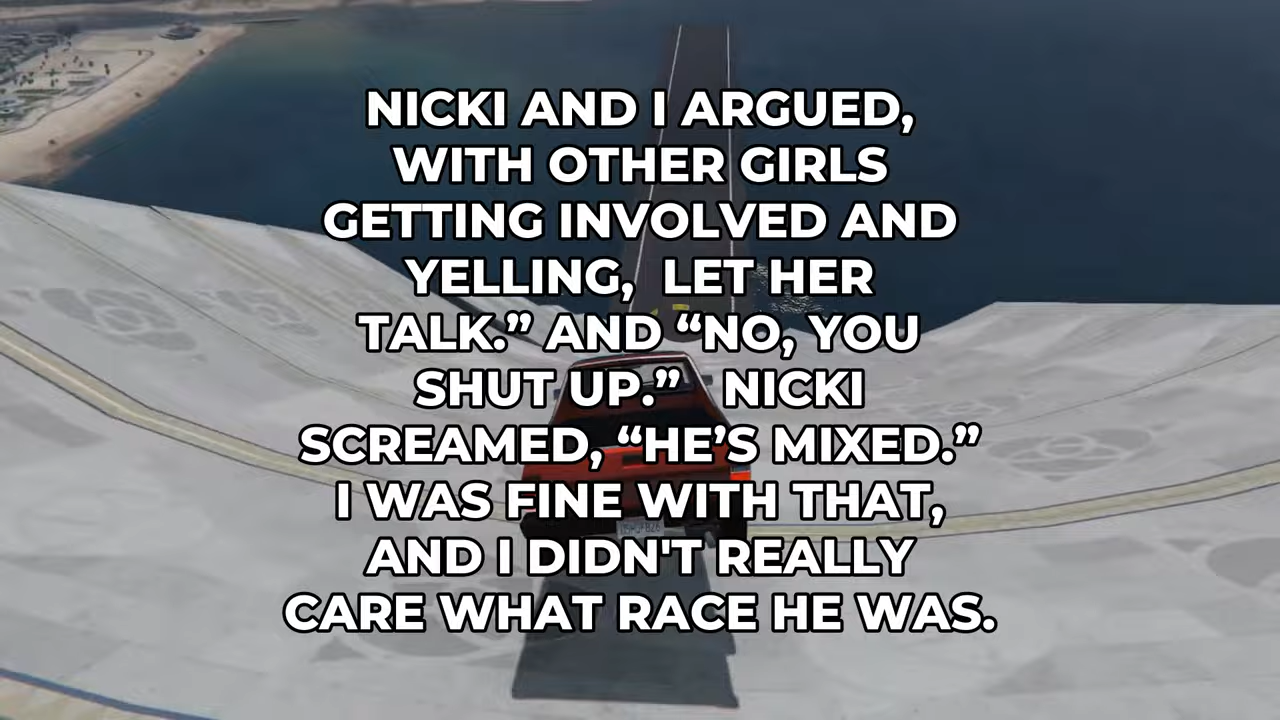 NICKI AND I ARGUED,
WITH OTHER GIRLS
GETTING INVOLVED AND
YELLING,  LET HER
TALK.” AND “NO, YOU
SHUT UP.”  NICKI
SCREAMED, “HE’S MIXED.”
I WAS FINE WITH THAT,
AND I DIDN'T REALLY
CARE WHAT RACE HE WAS.